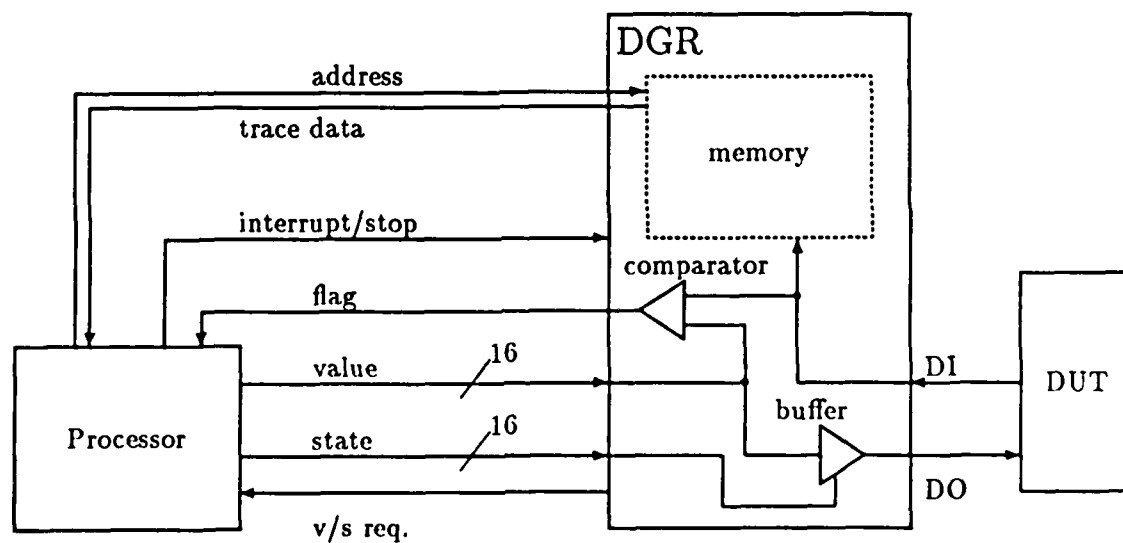 DGR
address
trace data
memory
interrupt/stop
comparator
flag
value
16
DI
DUT
buffer
Processor
state
16
DO
v/s req.